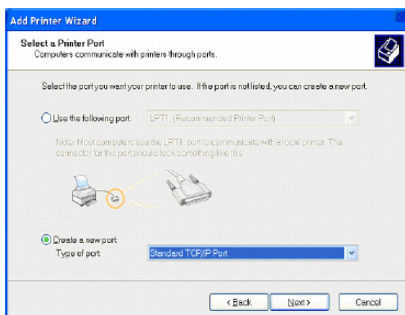 Add Printer Wizard
Select a Printer Port
Computers communicate with printers through ports.
Select the port you want your printer to use. If the port is not listed, you can create a new port.
Use the following port: LPT1: (Recommended Printer Port)
Note: Most computers use the LPT1: port to communicate with a local printer. The
connector for this port should look something like this:
Create a new port:
Type of port: Standard TCP/IP Port
< Back Next > Cancel